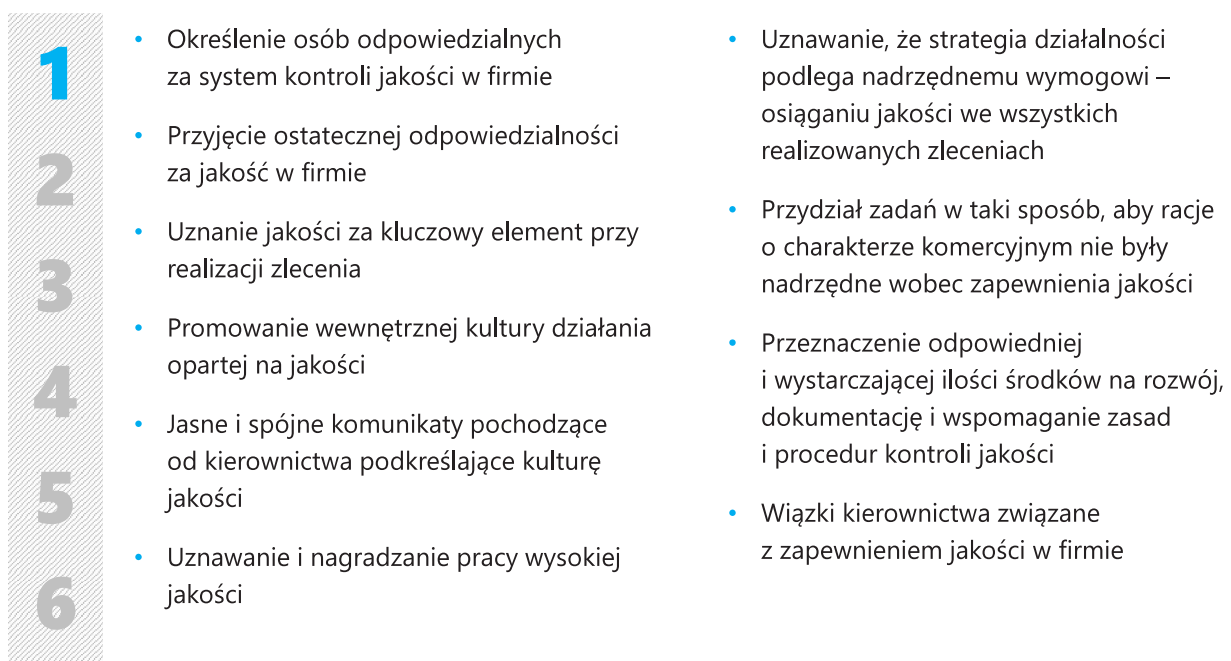 1
2
3
4
5
6
• Określenie osób odpowiedzialnych
za system kontroli jakości w firmie
• Przyjęcie ostatecznej odpowiedzialności
za jakość w firmie
• Uznanie jakości za kluczowy element przy
realizacji zlecenia
• Promowanie wewnętrznej kultury działania
opartej na jakości
• Jasne i spójne komunikaty pochodzące
od kierownictwa podkreślające kulturę
jakości
• Uznawanie i nagradzanie pracy wysokiej
jakości
• Uznawanie, że strategia działalności
podlega nadrzędnemu wymogowi –
osiąganiu jakości we wszystkich
realizowanych zleceniach
• Przydział zadań w taki sposób, aby racje
o charakterze komercyjnym nie były
nadrzędne wobec zapewnienia jakości
• Przeznaczenie odpowiedniej
i wystarczającej ilości środków na rozwój,
dokumentację i wspomaganie zasad
i procedur kontroli jakości
• Wiązki kierownictwa związane
z zapewnieniem jakości w firmie